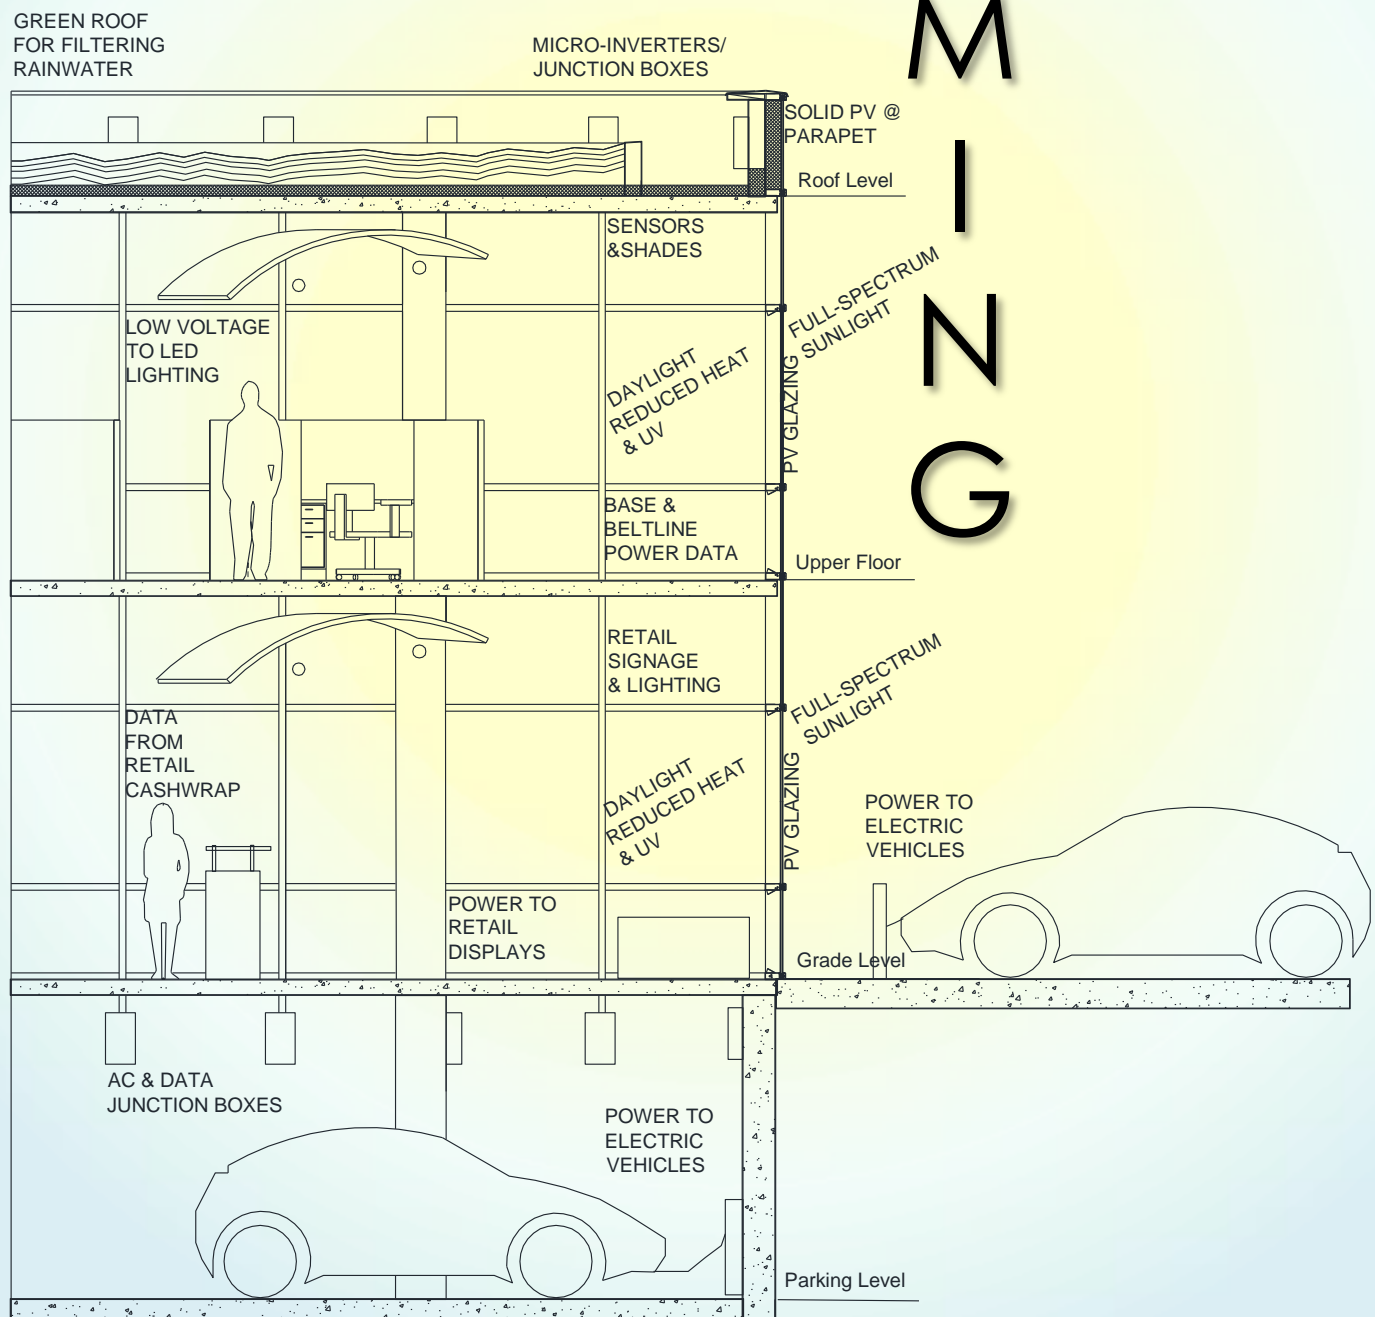 GREEN ROOF
FOR FILTERING
RAINWATER
MICRO-INVERTERS/
JUNCTION BOXES
M
I
N
G
SOLID PV @
PARAPET
Roof Level
SENSORS
&SHADES
FULL-SPECTRUM
SUNLIGHT
LOW VOLTAGE
TO LED
LIGHTING
DAYLIGHT
REDUCED HEAT
& UV
PV GLAZING
BASE &
BELTLINE
POWER DATA
Upper Floor
RETAIL
SIGNAGE
& LIGHTING
FULL-SPECTRUM
SUNLIGHT
DATA
FROM
RETAIL
CASHWRAP
DAYLIGHT
REDUCED HEAT
& UV
PV GLAZING
POWER TO
ELECTRIC
VEHICLES
POWER TO
RETAIL
DISPLAYS
Grade Level
AC & DATA
JUNCTION BOXES
POWER TO
ELECTRIC
VEHICLES
Parking Level